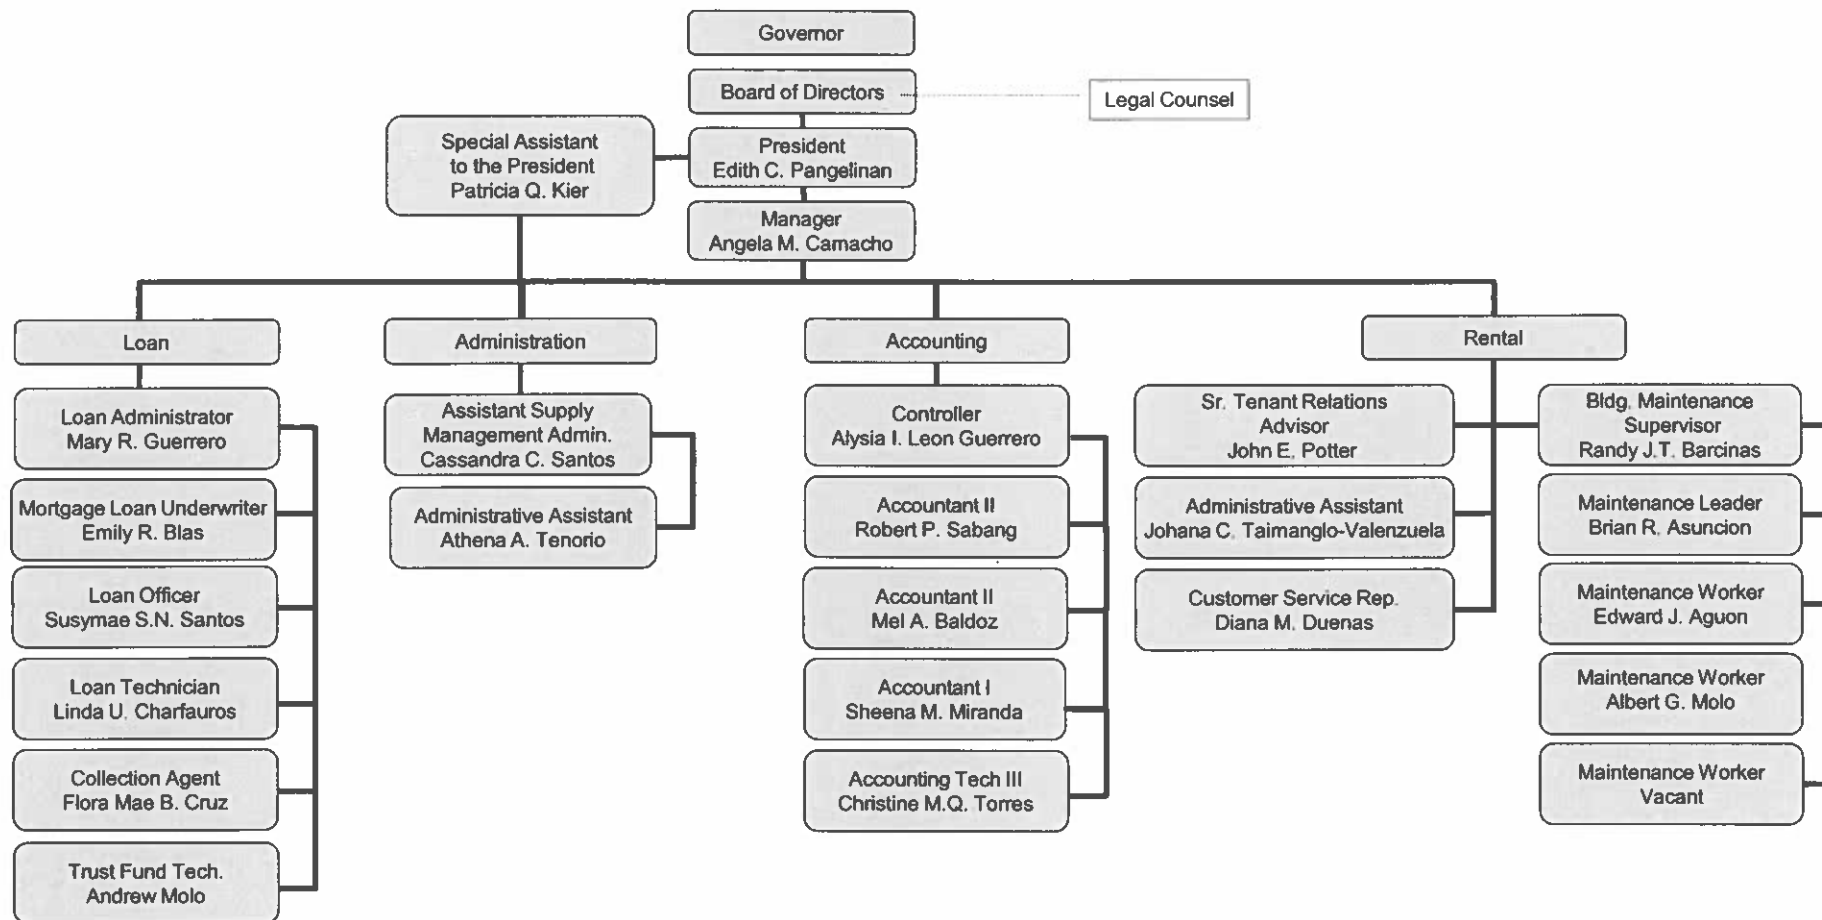 Governor
Board of Directors
Legal Counsel
Special Assistant
to the President
Patricia Q. Kier
President
Edith C. Pangelinan
Manager
Angela M. Camacho
Loan
Loan Administrator
Mary R. Guerrero
Mortgage Loan Underwriter
Emily R. Blas
Loan Officer
Susymae S.N. Santos
Loan Technician
Linda U. Charfauros
Collection Agent
Flora Mae B. Cruz
Trust Fund Tech.
Andrew Molo
Administration
Assistant Supply
Management Admin.
Cassandra C. Santos
Administrative Assistant
Athena A. Tenorio
Accounting
Controller
Alysia I. Leon Guerrero
Accountant II
Robert P. Sabang
Accountant II
Mel A. Baldoz
Accountant I
Sheena M. Miranda
Accounting Tech III
Christine M.Q. Torres
Rental
Sr. Tenant Relations
Advisor
John E. Potter
Administrative Assistant
Johana C. Taimanglo-Valenzuela
Customer Service Rep.
Diana M. Duenas
Bldg. Maintenance
Supervisor
Randy J.T. Barcinas
Maintenance Leader
Brian R. Asuncion
Maintenance Worker
Edward J. Aguon
Maintenance Worker
Albert G. Molo
Maintenance Worker
Vacant